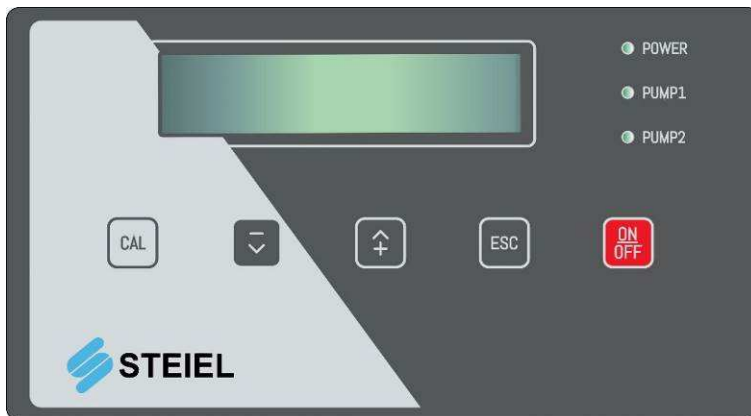 POWER
PUMP1
PUMP2
CAL
ESC
ON
OFF
STEIEL